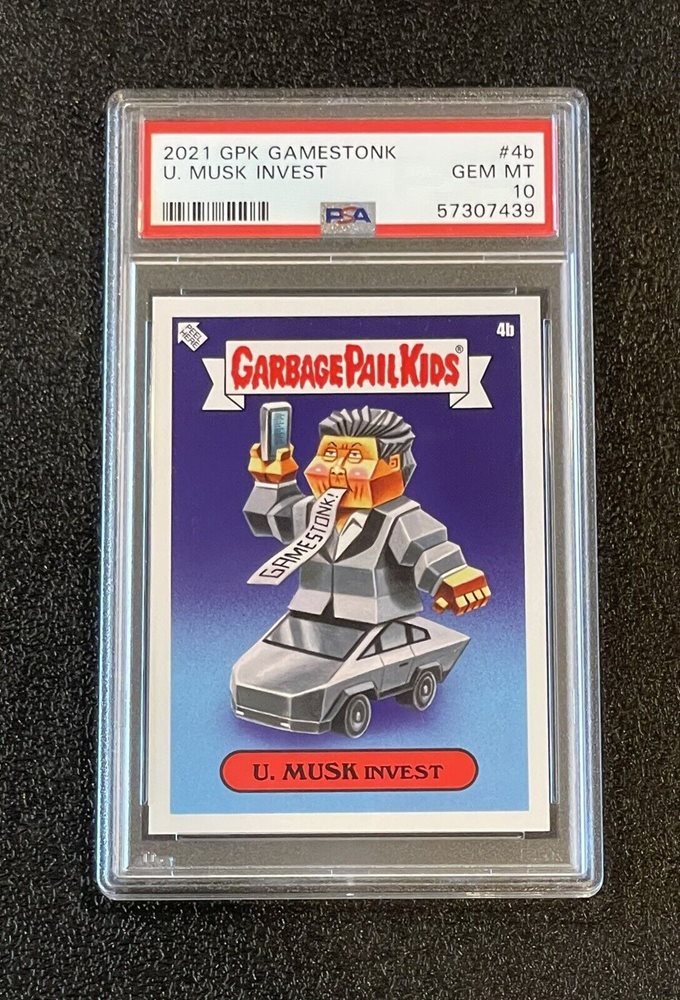 2021 GPK GAMESTONK #4b
U. MUSK INVEST GEM MT
10
PSA 57307439
PEEL HERE
4b
GARBAGE PAIL KIDS®
GAMESTONK!
U. MUSK INVEST